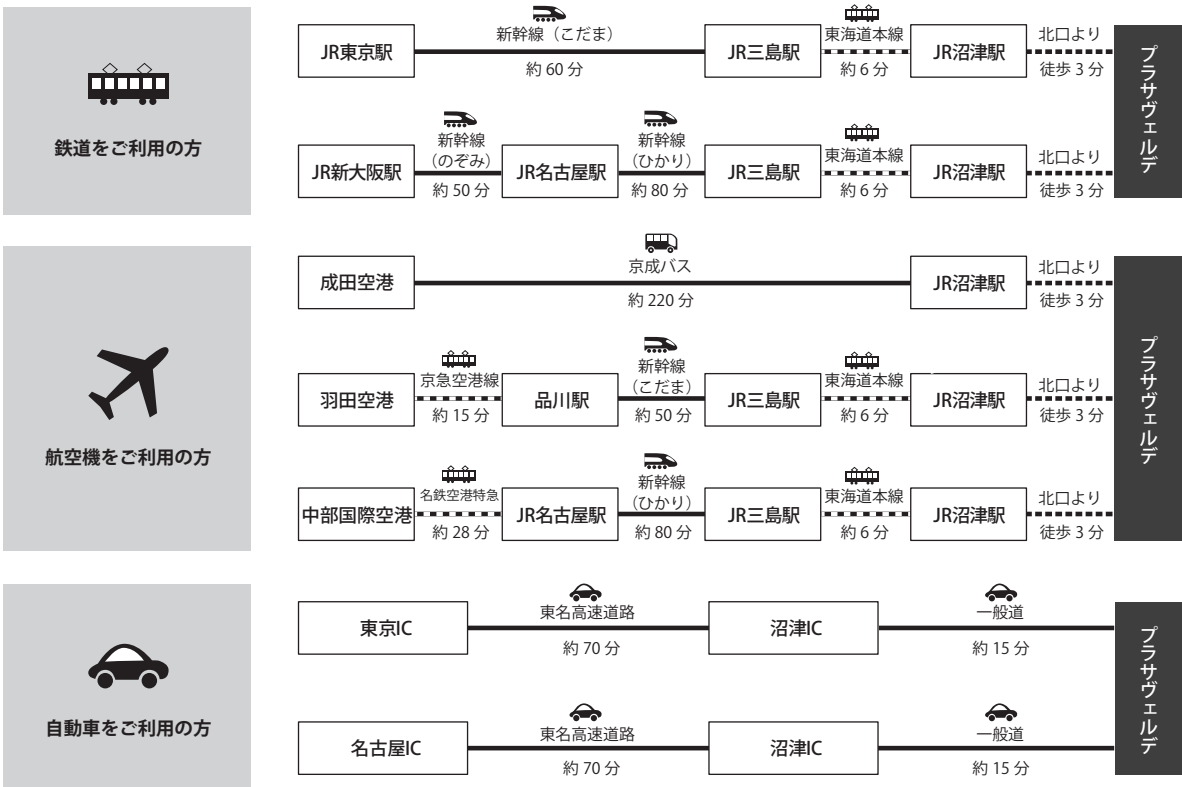 鉄道をご利用の方
新幹線（こだま）
東海道本線
北口より
JR東京駅
JR三島駅
JR沼津駅
約 60 分
約 6 分
徒歩 3 分
新幹線
（のぞみ）
新幹線
（ひかり）
東海道本線
北口より
JR新大阪駅
JR名古屋駅
JR三島駅
JR沼津駅
約 50 分
約 80 分
約 6 分
徒歩 3 分
プラサヴェルデ
航空機をご利用の方
京成バス
北口より
成田空港
JR沼津駅
約 220 分
徒歩 3 分
京急空港線
新幹線
（こだま）
東海道本線
北口より
羽田空港
品川駅
JR三島駅
JR沼津駅
約 15 分
約 50 分
約 6 分
徒歩 3 分
名鉄空港特急
新幹線
（ひかり）
東海道本線
北口より
中部国際空港
JR名古屋駅
JR三島駅
JR沼津駅
約 28 分
約 80 分
約 6 分
徒歩 3 分
プラサヴェルデ
自動車をご利用の方
東名高速道路
一般道
東京IC
沼津IC
約 70 分
約 15 分
東名高速道路
一般道
名古屋IC
沼津IC
約 70 分
約 15 分
プラサヴェルデ